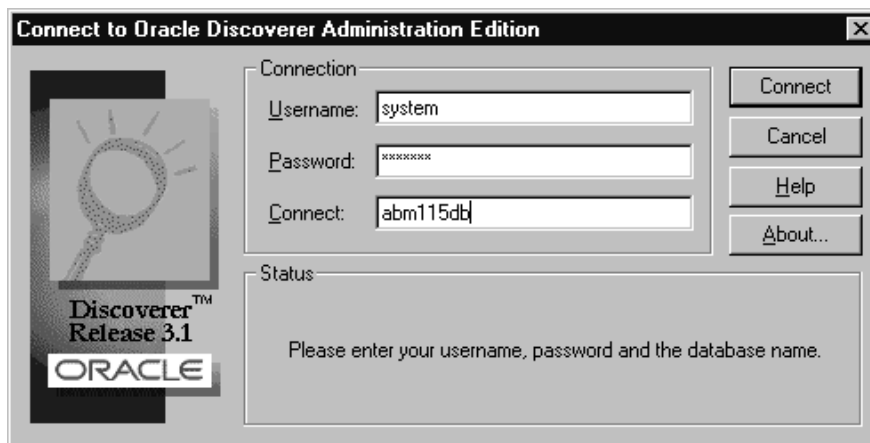 Connect to Oracle Discoverer Administration Edition
Connection
Username: system
Password: *******
Connect: abm115db
Connect
Cancel
Help
About...
Discoverer™
Release 3.1
ORACLE
Status
Please enter your username, password and the database name.